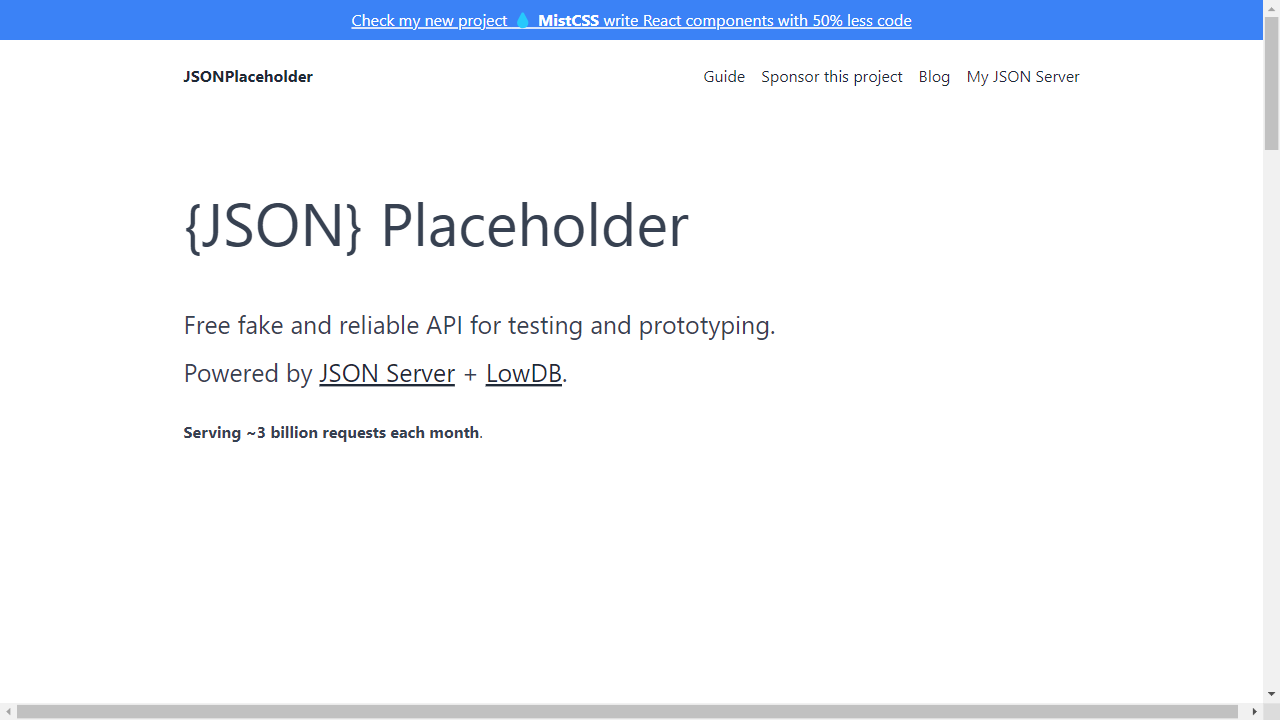 Check my new project 💧 MistCSS write React components with 50% less code
JSONPlaceholder
Guide Sponsor this project Blog My JSON Server
{JSON} Placeholder
Free fake and reliable API for testing and prototyping.
Powered by JSON Server + LowDB.
Serving ~3 billion requests each month.